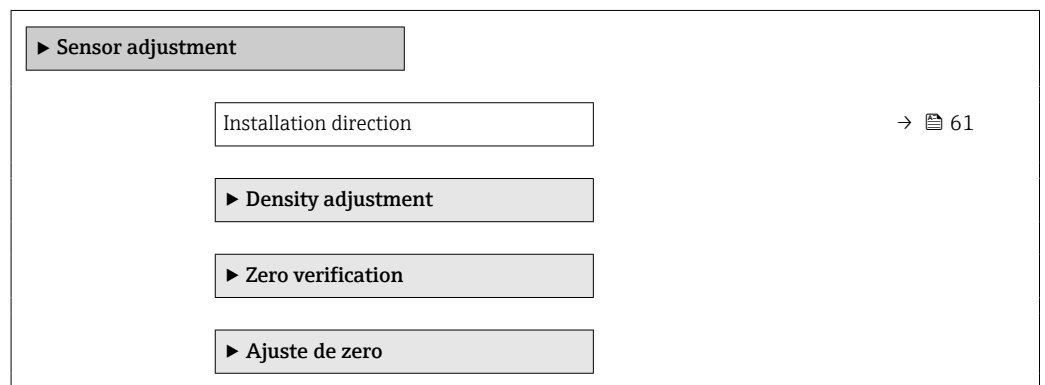 ▶ Sensor adjustment
Installation direction → 61
▶ Density adjustment
▶ Zero verification
▶ Ajuste de zero